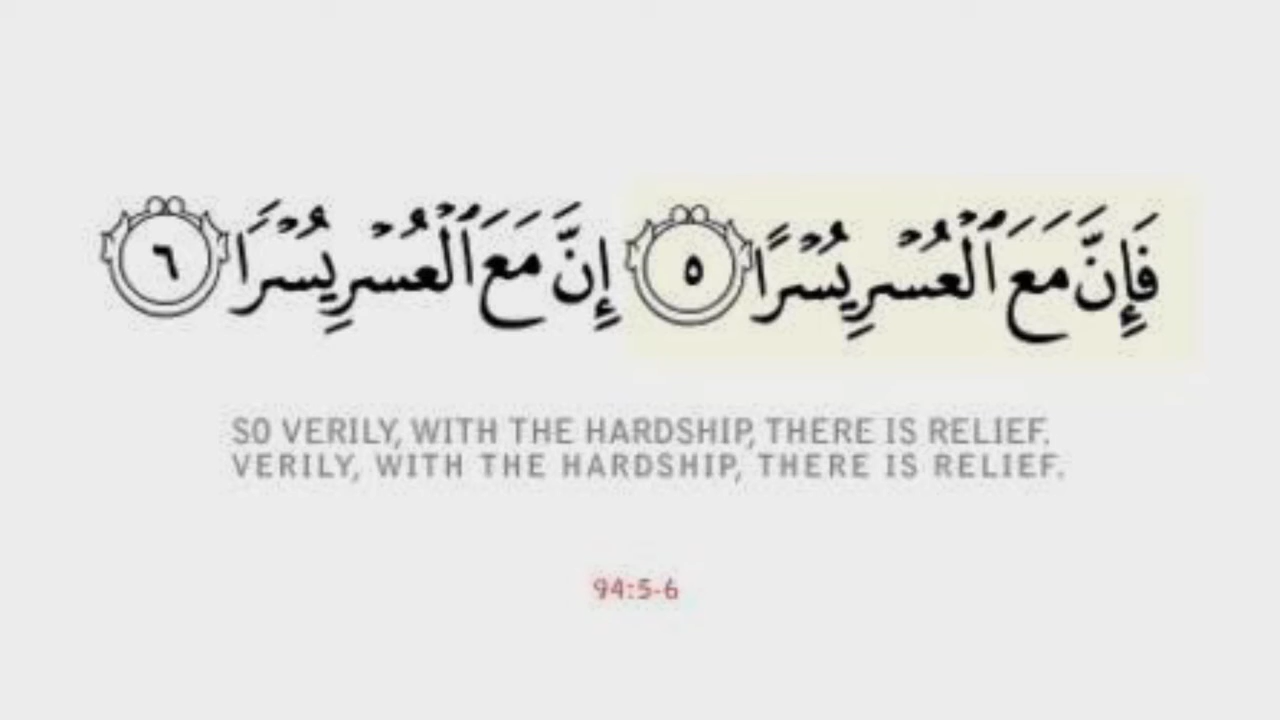 فَإِنَّ مَعَ ٱلْعُسْرِ يُسْرًا ٥ إِنَّ مَعَ ٱلْعُسْرِ يُسْرًا ٦
SO VERILY, WITH THE HARDSHIP, THERE IS RELIEF.
VERILY, WITH THE HARDSHIP, THERE IS RELIEF.
94:5-6